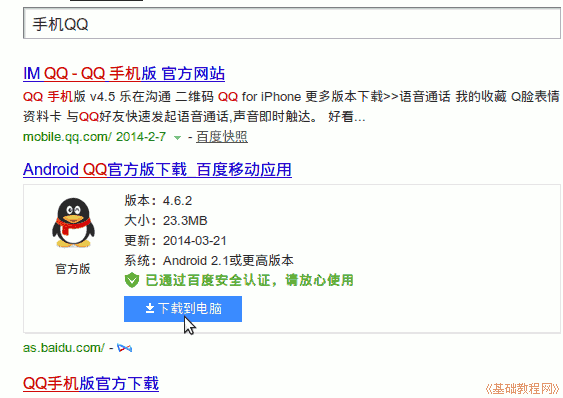 手机QQ
IM QQ - QQ 手机版 官方网站
QQ 手机版 v4.5 乐在沟通 二维码 QQ for iPhone 更多版本下载>>语音通话 我的收藏 Q脸表情
资料卡 与QQ好友快速发起语音通话,声音即时触达。 好看...
mobile.qq.com/ 2014-2-7 - 百度快照
Android QQ官方版下载_百度移动应用
版本：4.6.2
大小：23.3MB
更新：2014-03-21
系统：Android 2.1或更高版本
官方版
已通过百度安全认证，请放心使用
下载到电脑
as.baidu.com/ -
QQ手机版官方下载
《基础教程网》